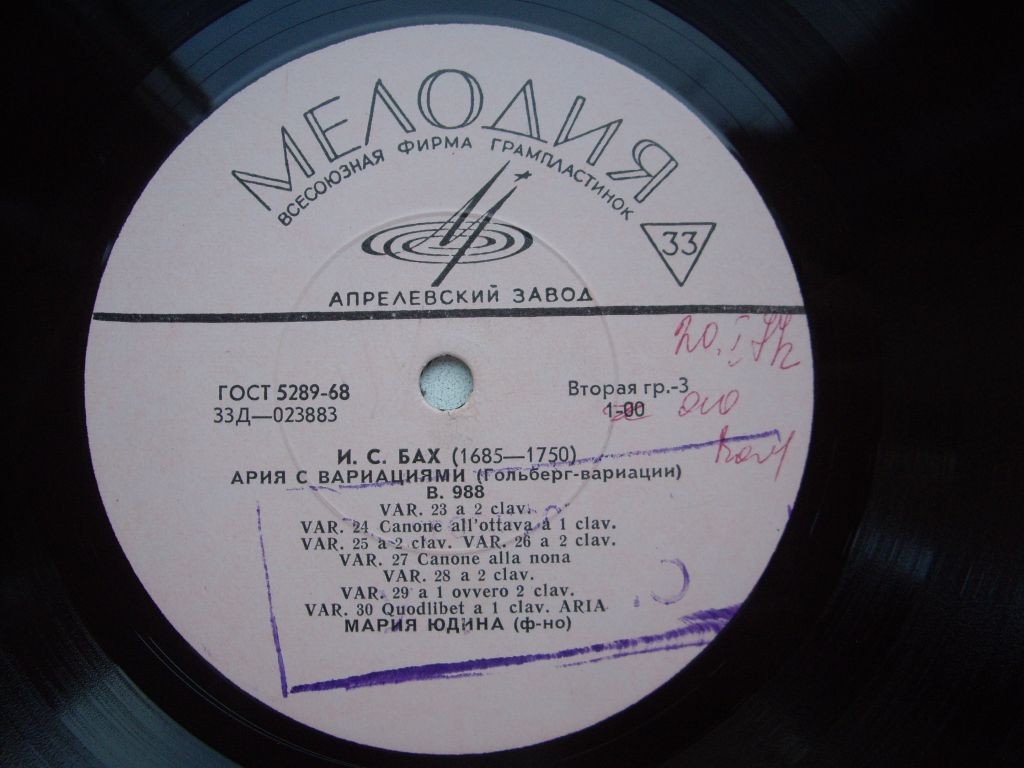 МЕЛОДИЯ
ВСЕСОЮЗНАЯ ФИРМА ГРАМПЛАСТИНОК
33
АПРЕЛЕВСКИЙ ЗАВОД
ГОСТ 5289-68
33Д—023883
Вторая гр.-3
1-00
И. С. БАХ (1685—1750)
АРИЯ С ВАРИАЦИЯМИ (Гольберг-вариации)
В. 988
VAR. 23 a 2 clav.
VAR. 24 Canone all'ottava a 1 clav.
VAR. 25 a 2 clav. VAR. 26 a 2 clav.
VAR. 27 Canone alla nona
VAR. 28 a 2 clav.
VAR. 29 a 1 ovvero 2 clav.
VAR. 30 Quodlibet a 1 clav. ARIA
МАРИЯ ЮДИНА (ф-но)